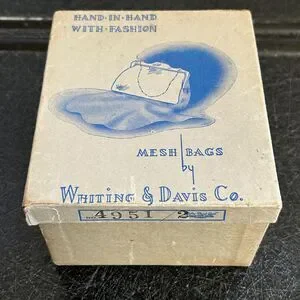 HAND·IN·HAND
WITH·FASHION
MESH BAGS
by
WHITING & DAVIS CO.
4951 / 2